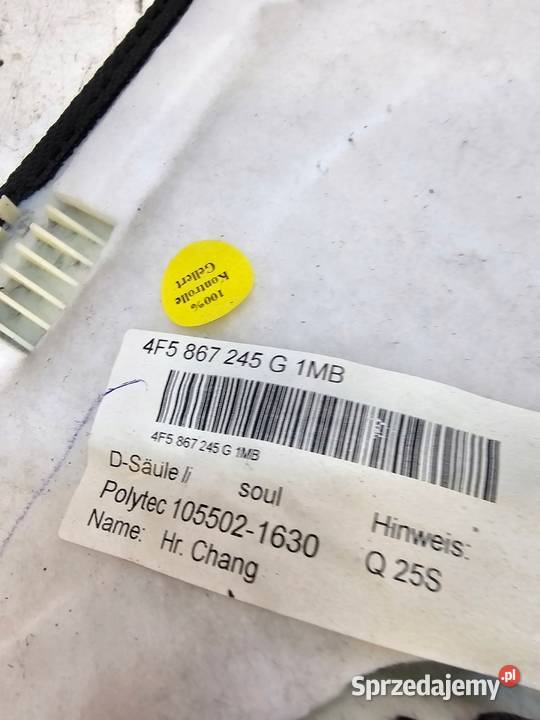 100%
Kontrolle
Gellert
4F5 867 245 G 1MB
4F5 867 245 G 1MB
D-Säule li soul
Polytec 105502-1630
Name: Hr. Chang
Hinweis:
Q 25S
Sprzedajemy.pl